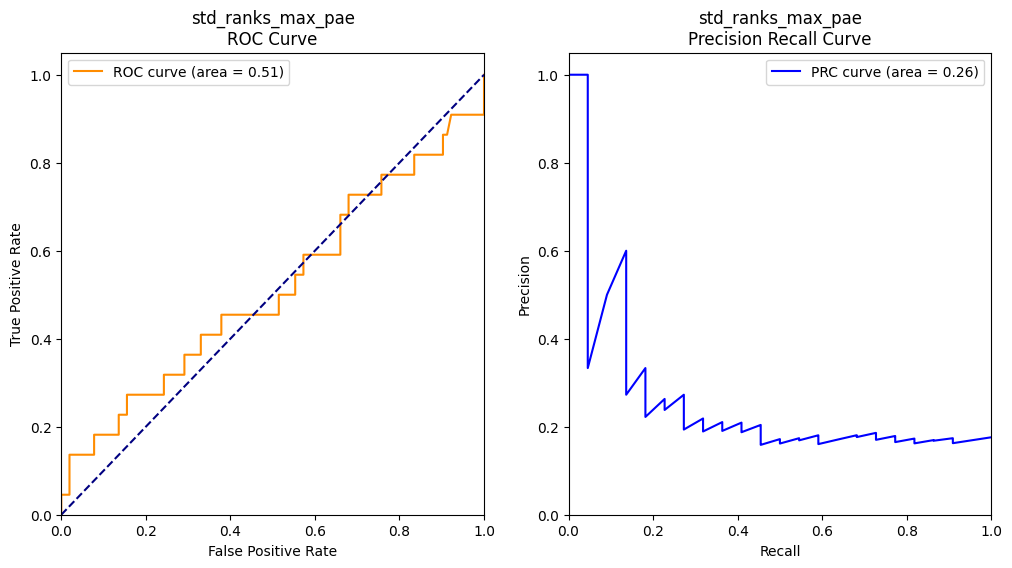 std_ranks_max_pae
ROC Curve
ROC curve (area = 0.51)
True Positive Rate
1.0
0.8
0.6
0.4
0.2
0.0
0.0 0.2 0.4 0.6 0.8 1.0
False Positive Rate
std_ranks_max_pae
Precision Recall Curve
PRC curve (area = 0.26)
Precision
1.0
0.8
0.6
0.4
0.2
0.0
0.0 0.2 0.4 0.6 0.8 1.0
Recall